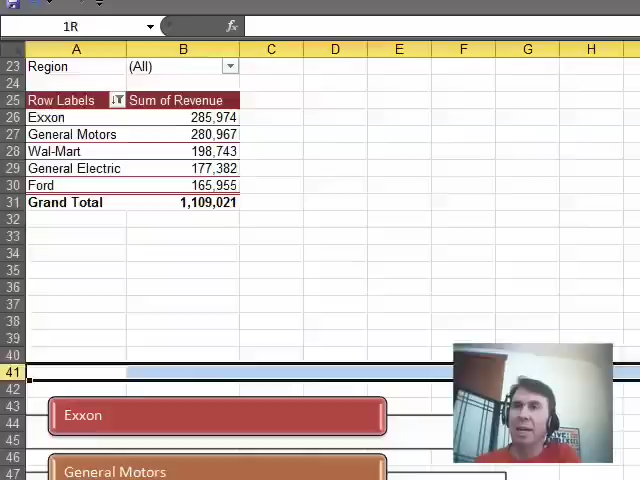 1R
fx
A B C D E F G H
23 Region (All)
24
25 Row Labels Sum of Revenue
26 Exxon 285,974
27 General Motors 280,967
28 Wal-Mart 198,743
29 General Electric 177,382
30 Ford 165,955
31 Grand Total 1,109,021
32
33
34
35
36
37
38
39
40
41
42
43
Exxon
44
45
46
47
General Motors